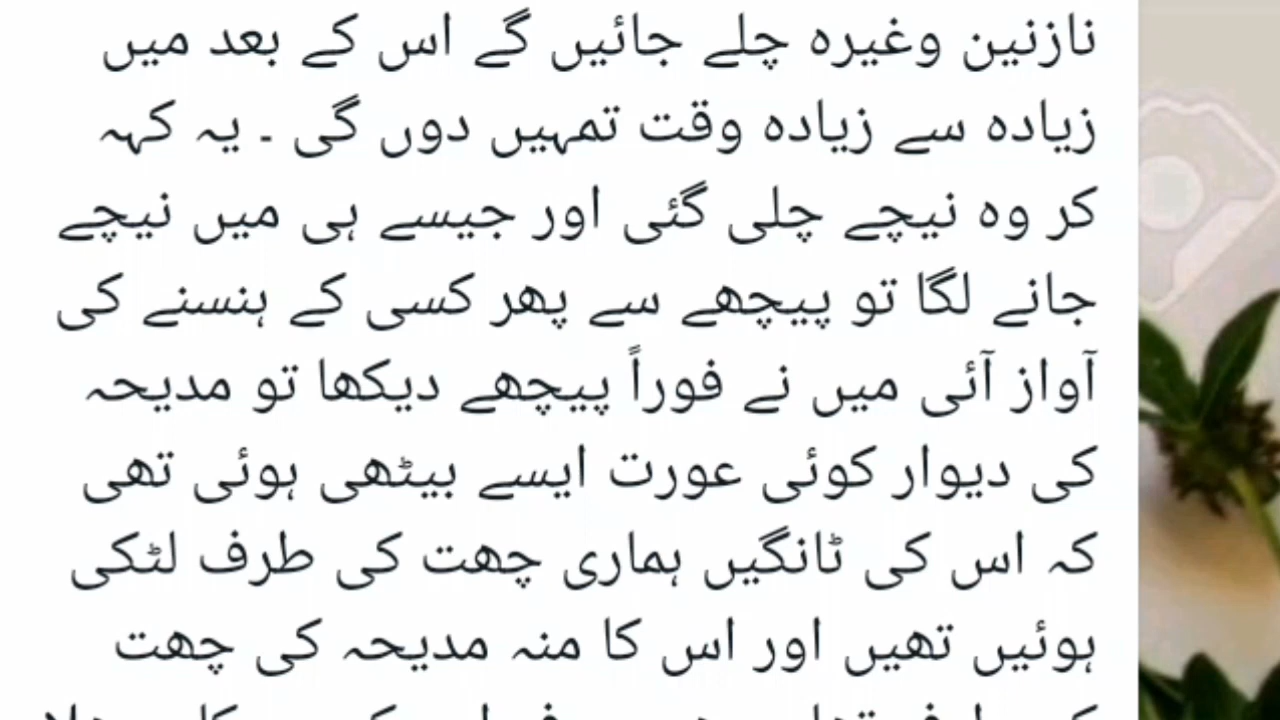 نازنین وغیرہ چلے جائیں گے اس کے بعد میں
زیادہ سے زیادہ وقت تمہیں دوں گی ۔ یہ کہہ
کر وہ نیچے چلی گئی اور جیسے ہی میں نیچے
جانے لگا تو پیچھے سے پھر کسی کے ہنسنے کی
آواز آئی میں نے فوراً پیچھے دیکھا تو مدیحہ
کی دیوار کوئی عورت ایسے بیٹھی ہوئی تھی
کہ اس کی ٹانگیں ہماری چھت کی طرف لٹکی
ہوئیں تھیں اور اس کا منہ مدیحہ کی چھت